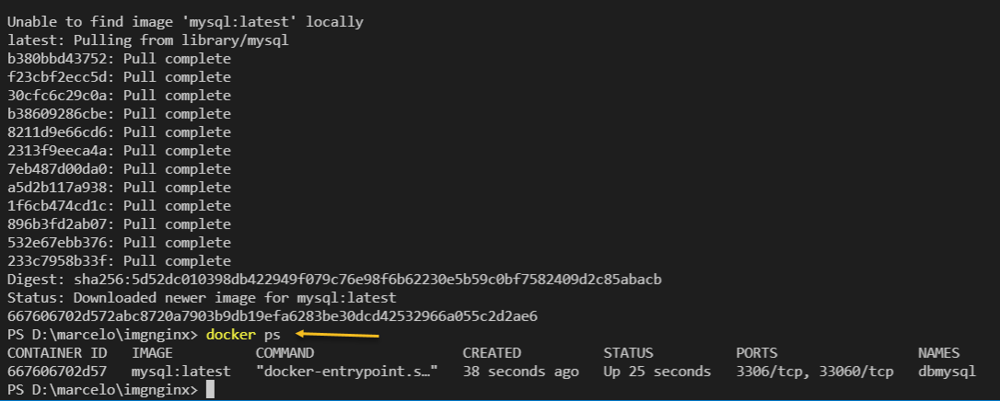 Unable to find image 'mysql:latest' locally
latest: Pulling from library/mysql
b380bbd43752: Pull complete
f23cbf2ecc5d: Pull complete
30cfc6c29c0a: Pull complete
b38609286cbe: Pull complete
8211d9e66cd6: Pull complete
2313f9eeca4a: Pull complete
7eb487d00da0: Pull complete
a5d2b117a938: Pull complete
1f6cb474cd1c: Pull complete
896b3fd2ab07: Pull complete
532e67ebb376: Pull complete
233c7958b33f: Pull complete
Digest: sha256:5d52dc010398db422949f079c76e98f6b62230e5b59c0bf7582409d2c85abacb
Status: Downloaded newer image for mysql:latest
667606702d572abc8720a7903b9db19efa6283be30dcd42532966a055c2d2ae6
PS D:\marcelo\imgnginx> docker ps
CONTAINER ID   IMAGE          COMMAND                  CREATED          STATUS          PORTS                 NAMES
667606702d57   mysql:latest   "docker-entrypoint.s…"   38 seconds ago   Up 25 seconds   3306/tcp, 33060/tcp   dbmysql
PS D:\marcelo\imgnginx>